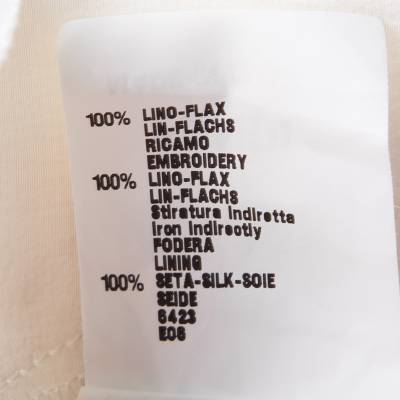 100% LINO-FLAX
LIN-FLACHS
RICAMO
EMBROIDERY
100% LINO-FLAX
LIN-FLACHS
Stiratura Indiretta
Iron Indirectly
FODERA
LINING
100% SETA-SILK-SOIE
SEIDE
6423
E06